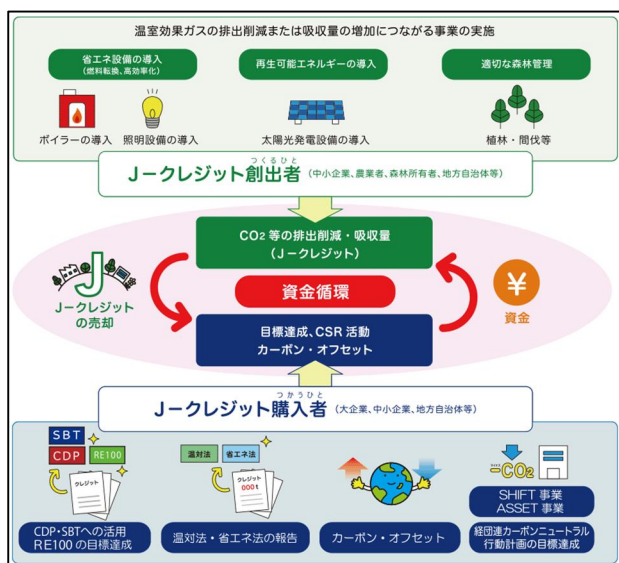 温室効果ガスの排出削減または吸収量の増加につながる事業の実施
省エネ設備の導入
(燃料転換、高効率化)
再生可能エネルギーの導入
適切な森林管理
ボイラーの導入 照明設備の導入
太陽光発電設備の導入
植林・間伐等
つくるひと
Jークレジット創出者 (中小企業、農業者、森林所有者、地方自治体等)
CO2 等の排出削減・吸収量
(Jークレジット)
J
Jークレジット
の売却
資金循環
¥
資金
目標達成、CSR 活動
カーボン・オフセット
つかうひと
Jークレジット購入者 (大企業、中小企業、地方自治体等)
SBT
CDP RE100
クレジット
温対法 省エネ法
クレジット
000t
-CO2
SHIFT 事業
ASSET 事業
CDP・SBTへの活用
RE100 の目標達成
温対法・省エネ法の報告
カーボン・オフセット
経団連カーボンニュートラル
行動計画の目標達成